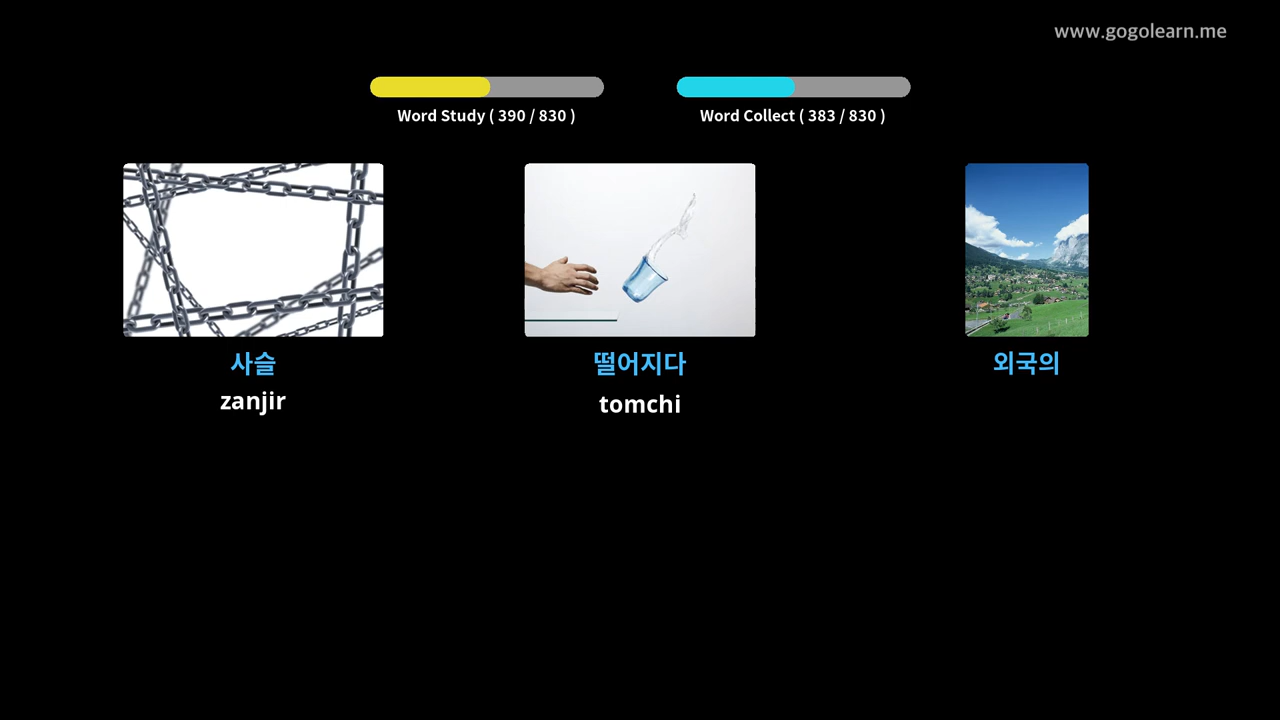 www.gogolearn.me
Word Study ( 390 / 830 )
Word Collect ( 383 / 830 )
사슬
떨어지다
외국의
zanjir
tomchi